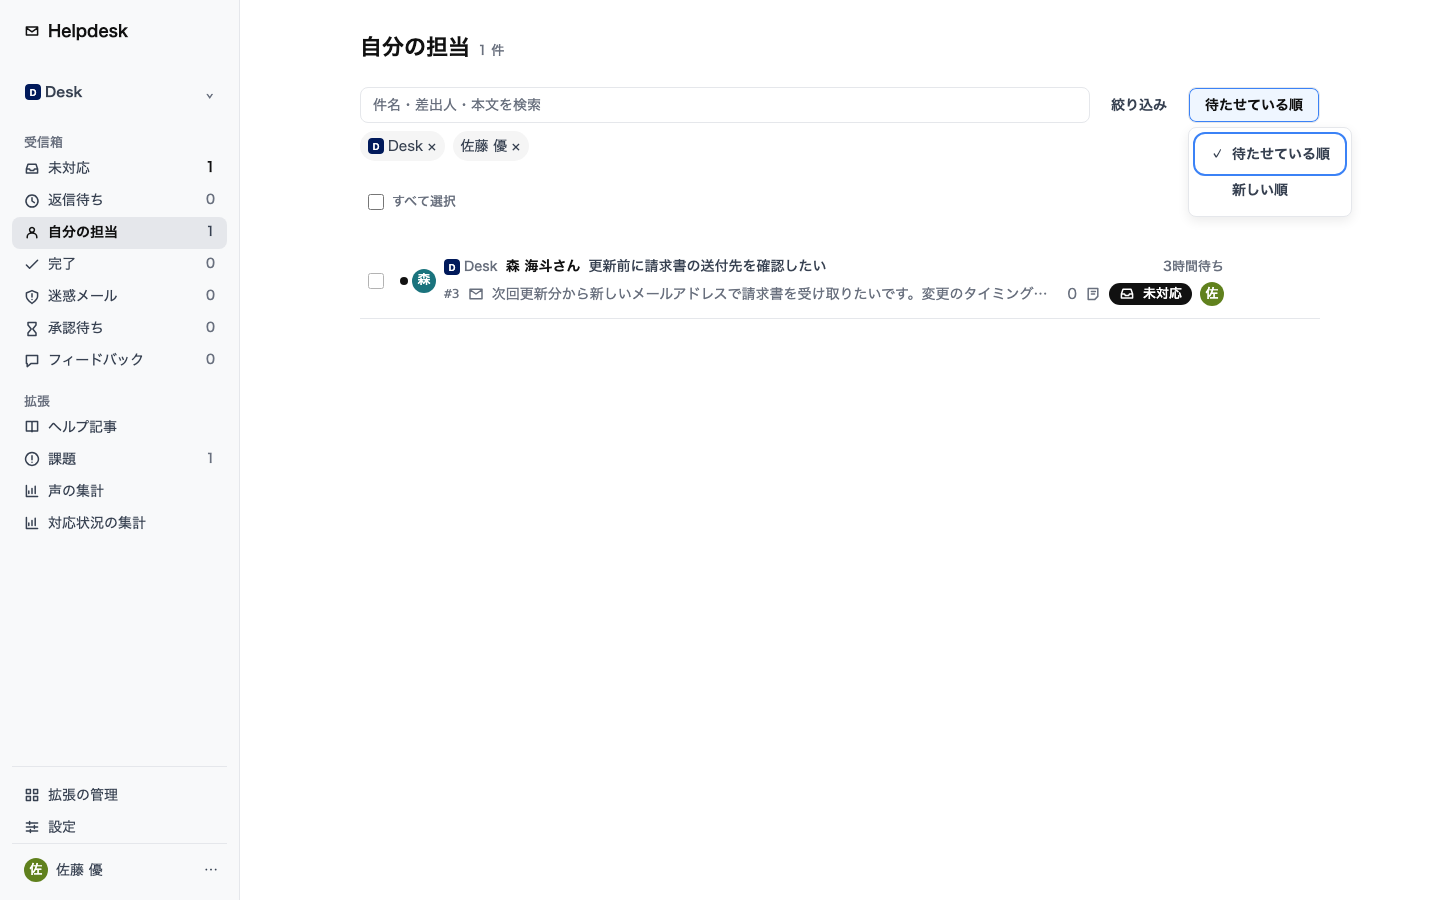 Helpdesk
D Desk
受信箱
未対応 1
返信待ち 0
自分の担当 1
完了 0
迷惑メール 0
承認待ち 0
フィードバック 0
拡張
ヘルプ記事
課題 1
声の集計
対応状況の集計
拡張の管理
設定
佐 佐藤 優 …
自分の担当 1 件
件名・差出人・本文を検索 絞り込み 待たせている順
D Desk × 佐藤 優 ×
✓ 待たせている順
新しい順
すべて選択
森 D Desk 森 海斗さん 更新前に請求書の送付先を確認したい 3時間待ち
#3 次回更新分から新しいメールアドレスで請求書を受け取りたいです。変更のタイミング… 0 未対応 佐